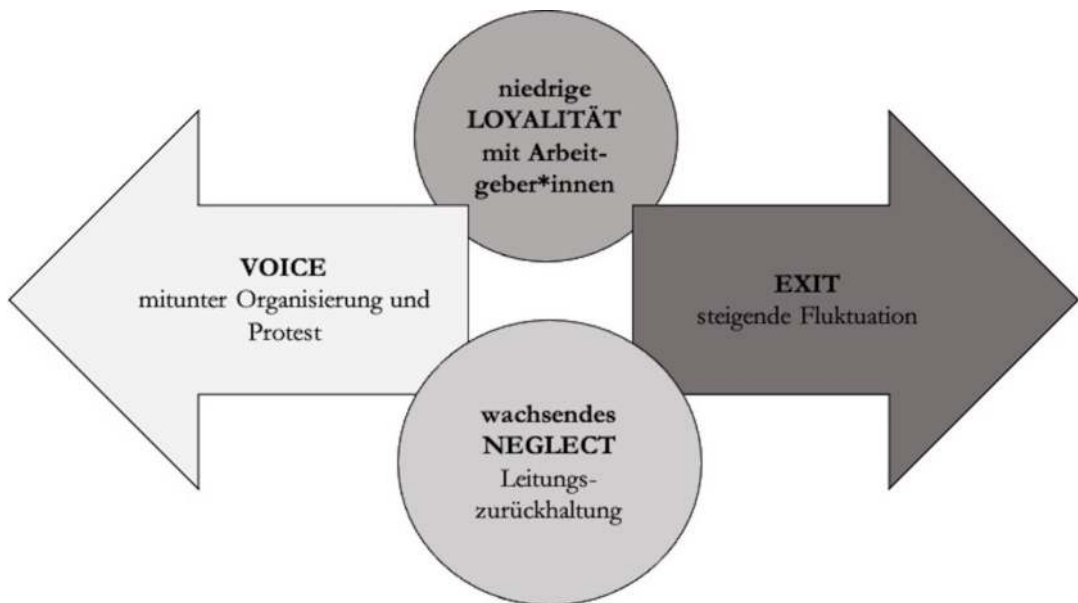 niedrige
LOYALITÄT
mit Arbeit-
geber*innen
VOICE
mitunter Organisierung und
Protest
EXIT
steigende Fluktuation
wachsendes
NEGLECT
Leitungs-
zurückhaltung